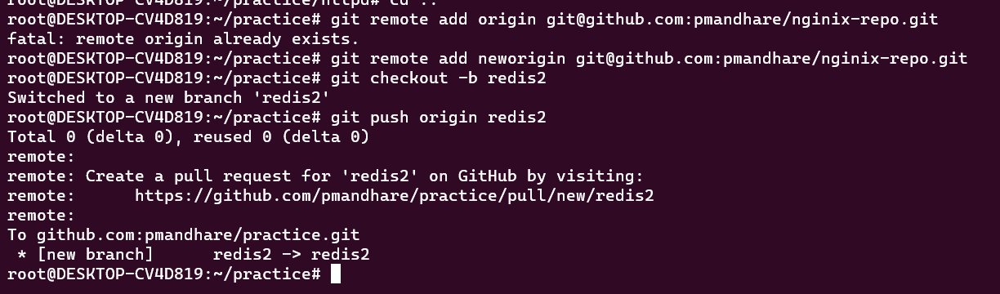 root@DESKTOP-CV4D819:~/practice/httpd# cd ..
root@DESKTOP-CV4D819:~/practice# git remote add origin git@github.com:pmandhare/nginix-repo.git
fatal: remote origin already exists.
root@DESKTOP-CV4D819:~/practice# git remote add neworigin git@github.com:pmandhare/nginix-repo.git
root@DESKTOP-CV4D819:~/practice# git checkout -b redis2
Switched to a new branch 'redis2'
root@DESKTOP-CV4D819:~/practice# git push origin redis2
Total 0 (delta 0), reused 0 (delta 0)
remote:
remote: Create a pull request for 'redis2' on GitHub by visiting:
remote:      https://github.com/pmandhare/practice/pull/new/redis2
remote:
To github.com:pmandhare/practice.git
 * [new branch]      redis2 -> redis2
root@DESKTOP-CV4D819:~/practice#